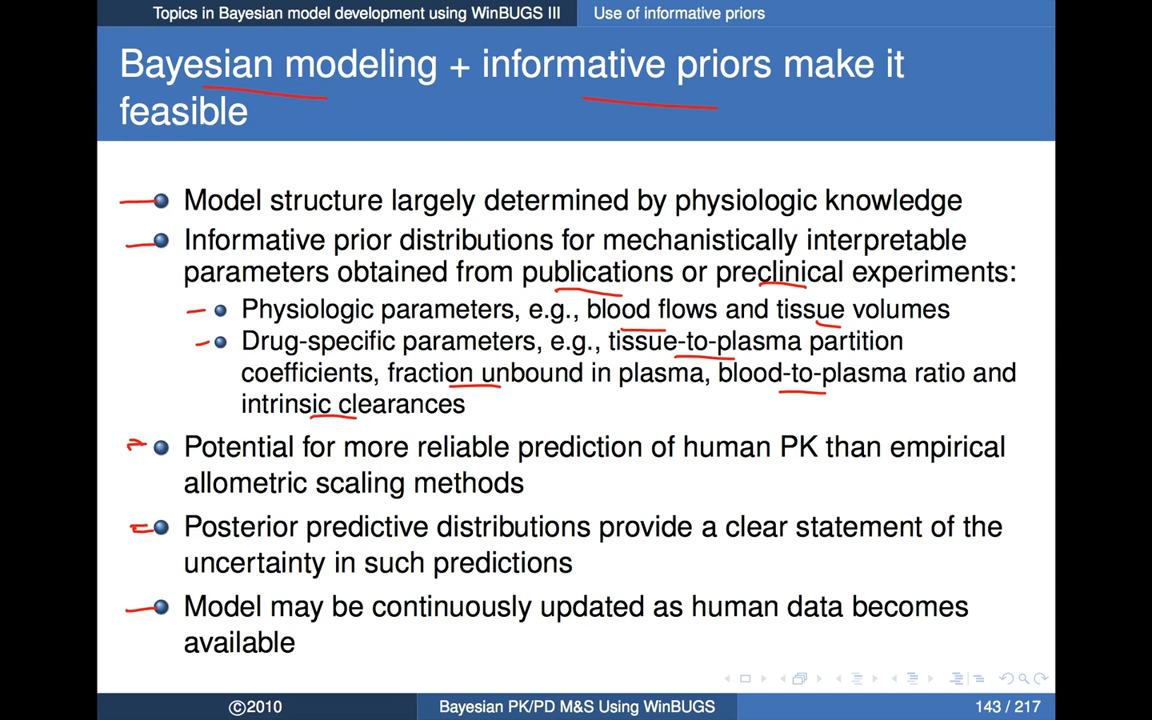 Topics in Bayesian model development using WinBUGS III
Use of informative priors
Bayesian modeling + informative priors make it
feasible
Model structure largely determined by physiologic knowledge
Informative prior distributions for mechanistically interpretable
parameters obtained from publications or preclinical experiments:
Physiologic parameters, e.g., blood flows and tissue volumes
Drug-specific parameters, e.g., tissue-to-plasma partition
coefficients, fraction unbound in plasma, blood-to-plasma ratio and
intrinsic clearances
Potential for more reliable prediction of human PK than empirical
allometric scaling methods
Posterior predictive distributions provide a clear statement of the
uncertainty in such predictions
Model may be continuously updated as human data becomes
available
©2010
Bayesian PK/PD M&S Using WinBUGS
143 / 217